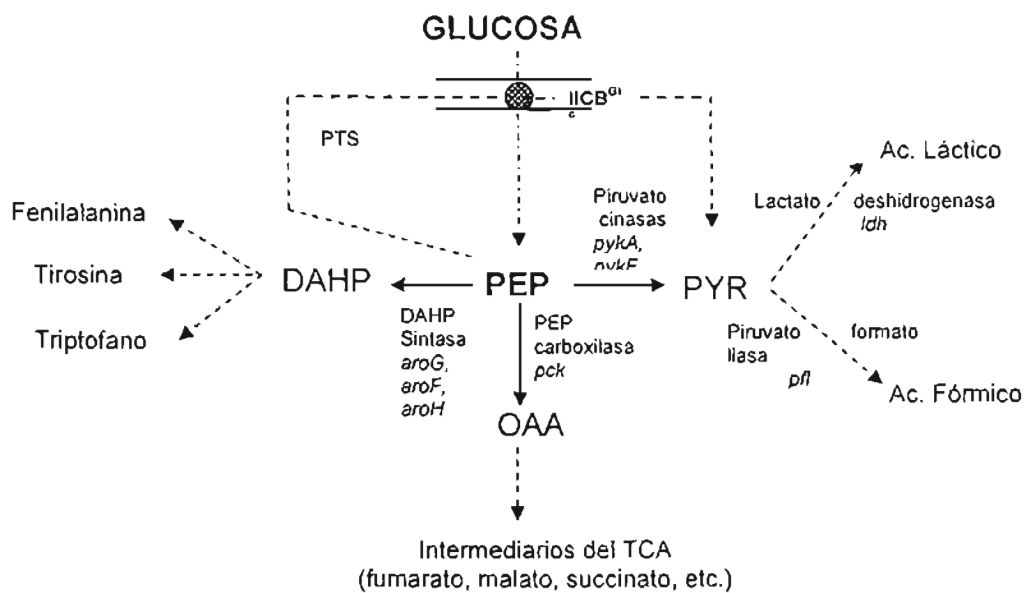 GLUCOSA
IICB^Gl
c
PTS
Ac. Láctico
Piruvato
cinasas
pykA,
pykF
Lactato deshidrogenasa
ldh
Fenilalanina
Tirosina
Triptofano
DAHP
PEP
PYR
DAHP
Sintasa
aroG,
aroF,
aroH
PEP
carboxilasa
pck
Piruvato formato
liasa
pfl
Ac. Fórmico
OAA
Intermediarios del TCA
(fumarato, malato, succinato, etc.)